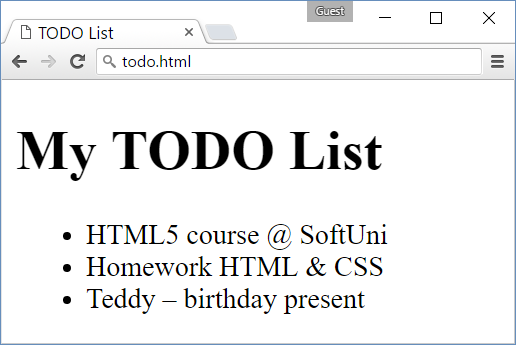 Guest
TODO List
todo.html
My TODO List
• HTML5 course @ SoftUni
• Homework HTML & CSS
• Teddy – birthday present